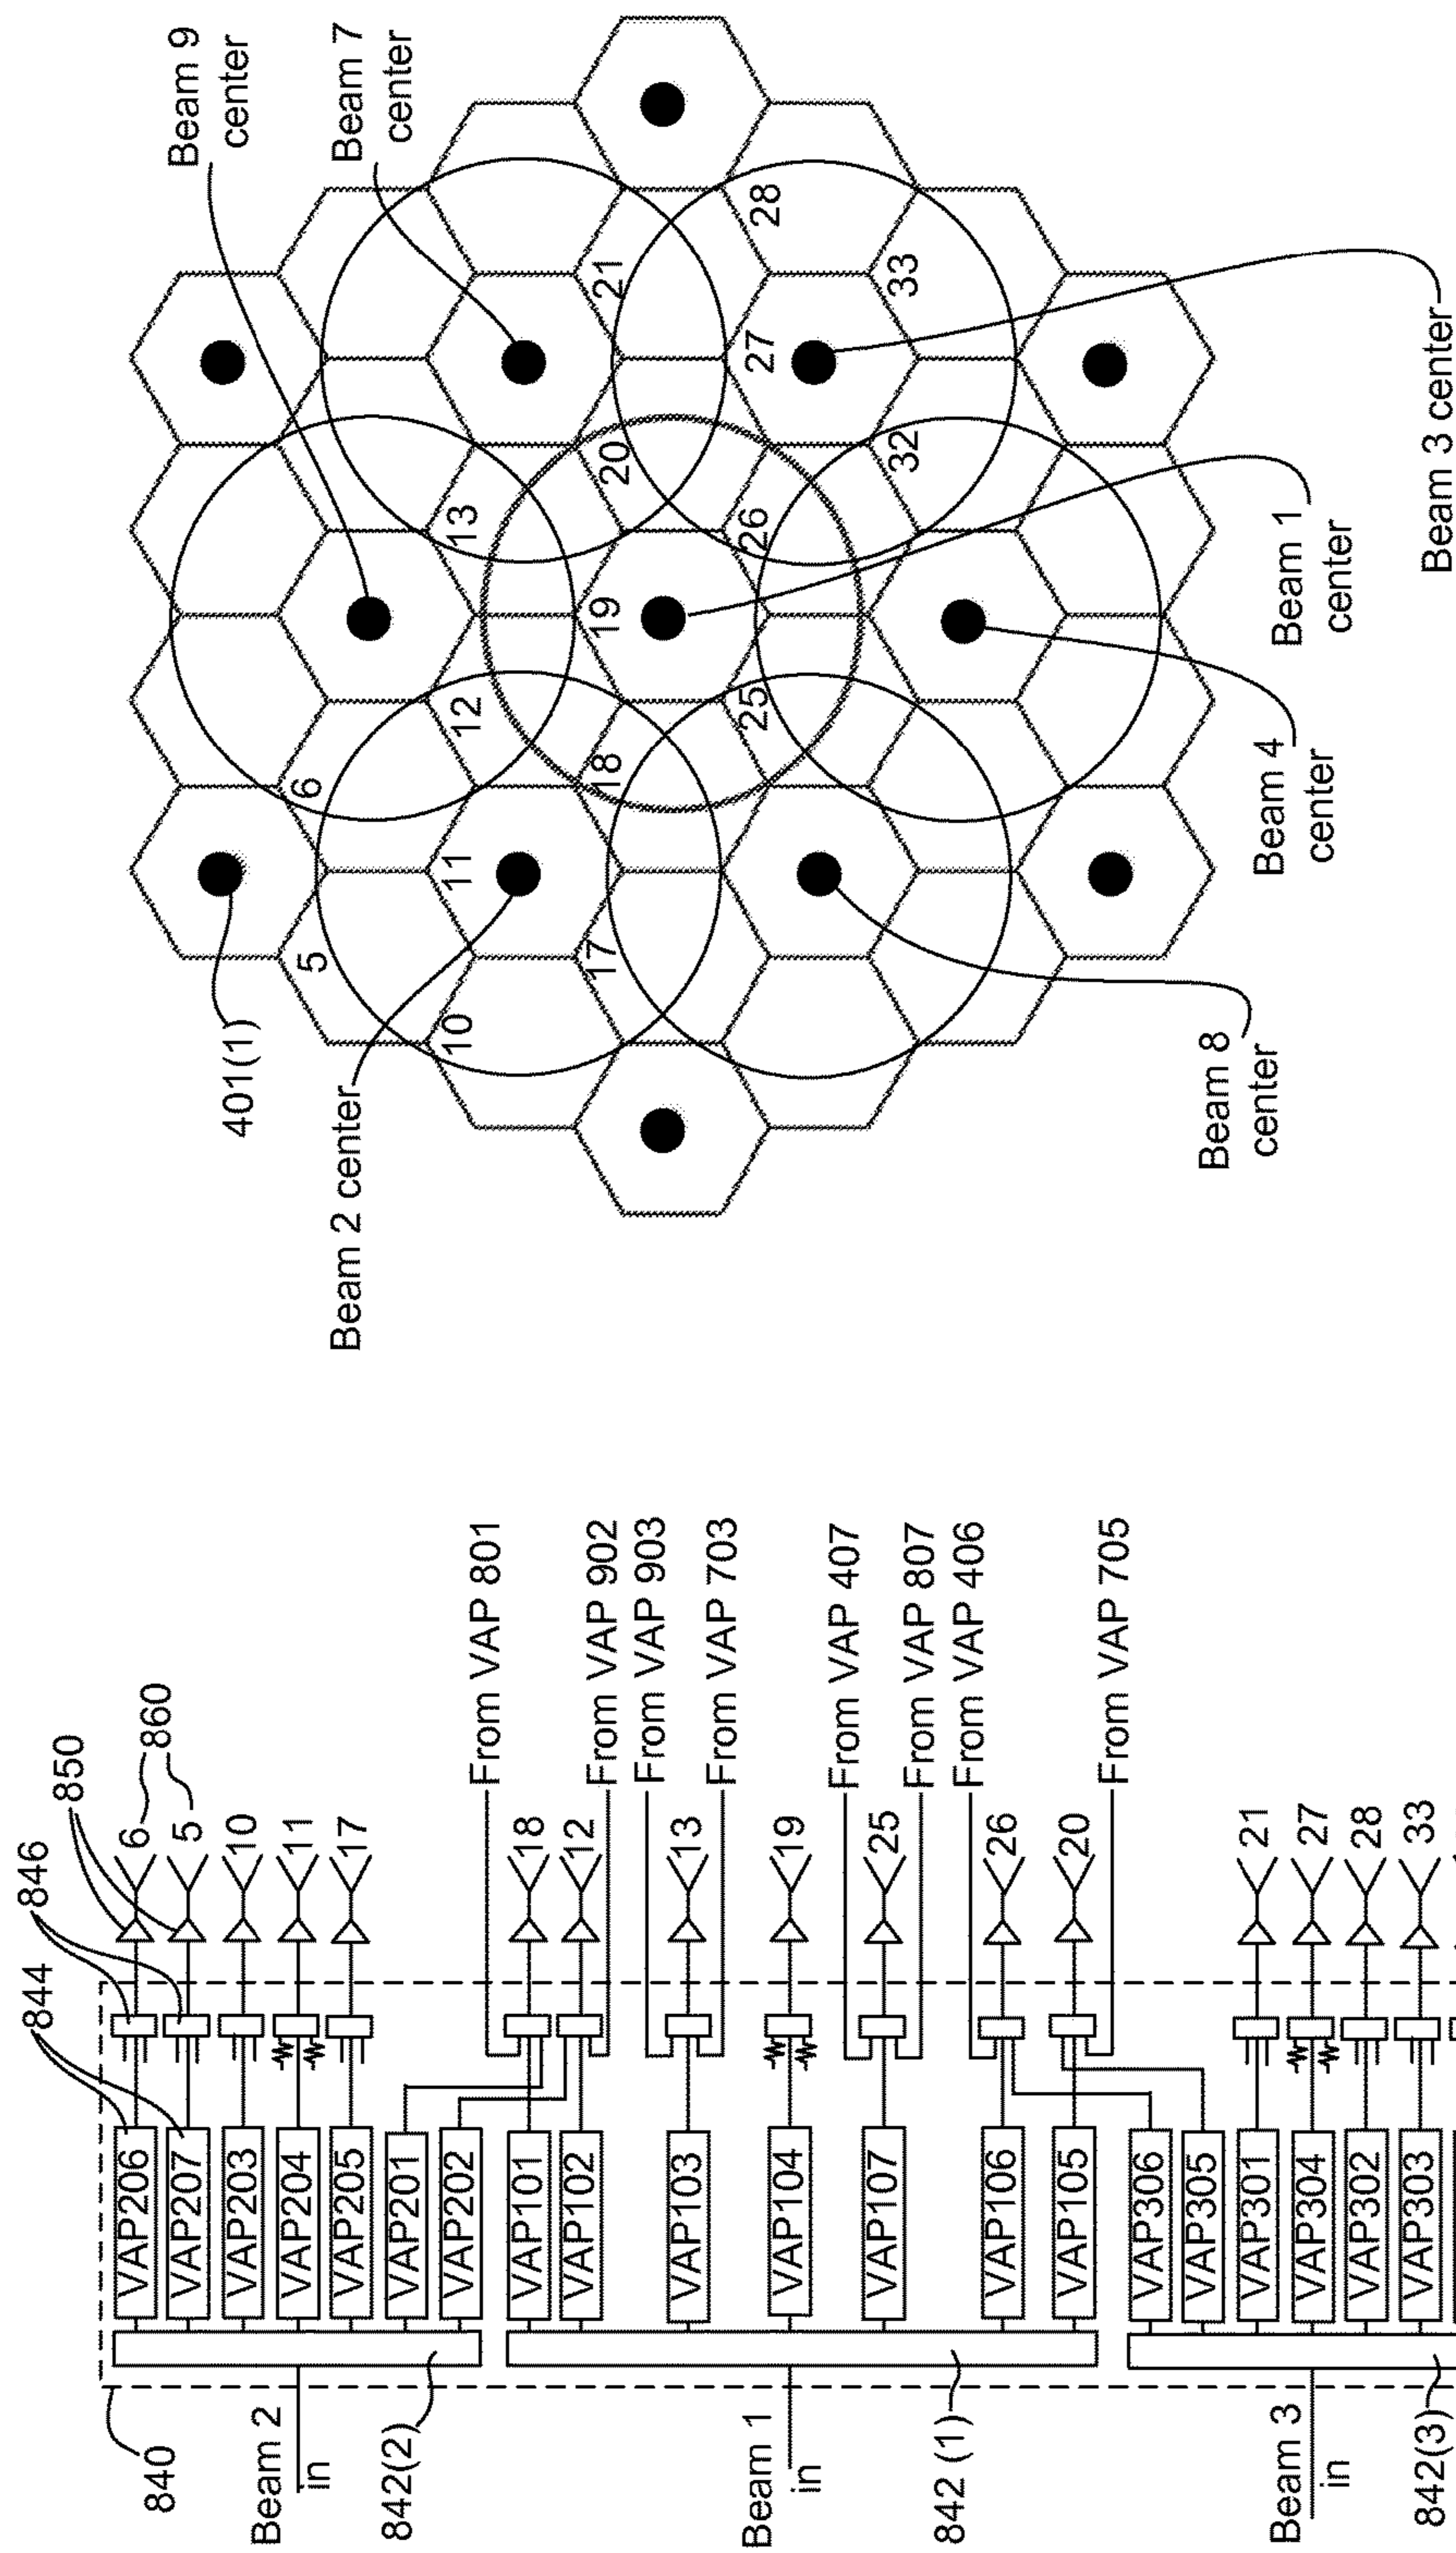 840
Beam 2
in
842(2)
Beam 1
in
842 (1)
Beam 3
in
842(3)
844
846
850
860
VAP206
VAP207
VAP203
VAP204
VAP205
VAP201
VAP202
VAP101
VAP102
VAP103
VAP104
VAP107
VAP106
VAP105
VAP306
VAP305
VAP301
VAP304
VAP302
VAP303
6
5
10
11
17
18
12
13
19
25
26
20
21
27
28
33
From VAP 801
From VAP 902
From VAP 903
From VAP 703
From VAP 407
From VAP 807
From VAP 406
From VAP 705
401(1)
Beam 2 center
Beam 9
center
Beam 7
center
Beam 8
center
Beam 4
center
Beam 1
center
Beam 3 center
5
6
10
11
12
13
17
18
19
20
21
25
26
27
28
32
33